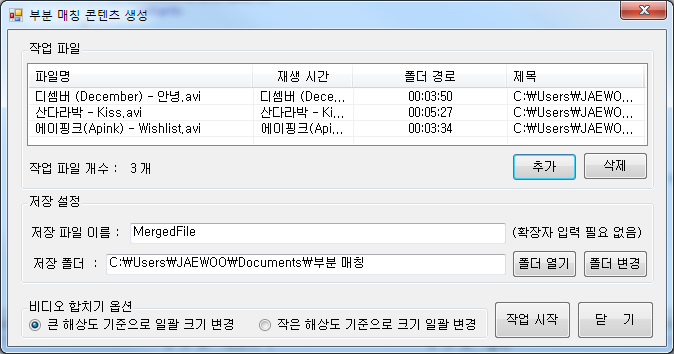 부분 매칭 콘텐츠 생성
작업 파일
파일명 재생 시간 폴더 경로 제목
디셈버 (December) - 안녕.avi 디셈버 (Dece... 00:03:50 C:\Users\JAEWO...
산다라박 - Kiss.avi 산다라박 - Ki... 00:05:27 C:\Users\JAEWO...
에이핑크(Apink) - Wishlist.avi 에이핑크(Api... 00:03:34 C:\Users\JAEWO...
작업 파일 개수 : 3 개 추가 삭제
저장 설정
저장 파일 이름 : MergedFile (확장자 입력 필요 없음)
저장 폴더 : C:₩Users₩JAEWOO₩Documents₩부분 매칭 폴더 열기 폴더 변경
비디오 합치기 옵션
큰 해상도 기준으로 일괄 크기 변경 작은 해상도 기준으로 크기 일괄 변경 작업 시작 닫 기